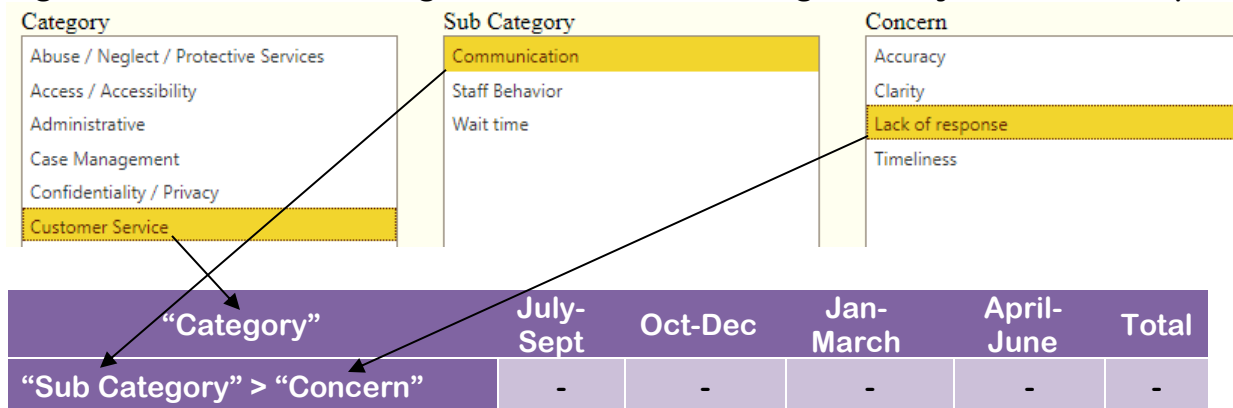 Category
Sub Category
Concern
Abuse / Neglect / Protective Services
Communication
Accuracy
Access / Accessibility
Staff Behavior
Clarity
Administrative
Wait time
Lack of response
Case Management
Timeliness
Confidentiality / Privacy
Customer Service
“Category”
July-
Sept
Oct-Dec
Jan-
March
April-
June
Total
“Sub Category” > “Concern”
-
-
-
-
-